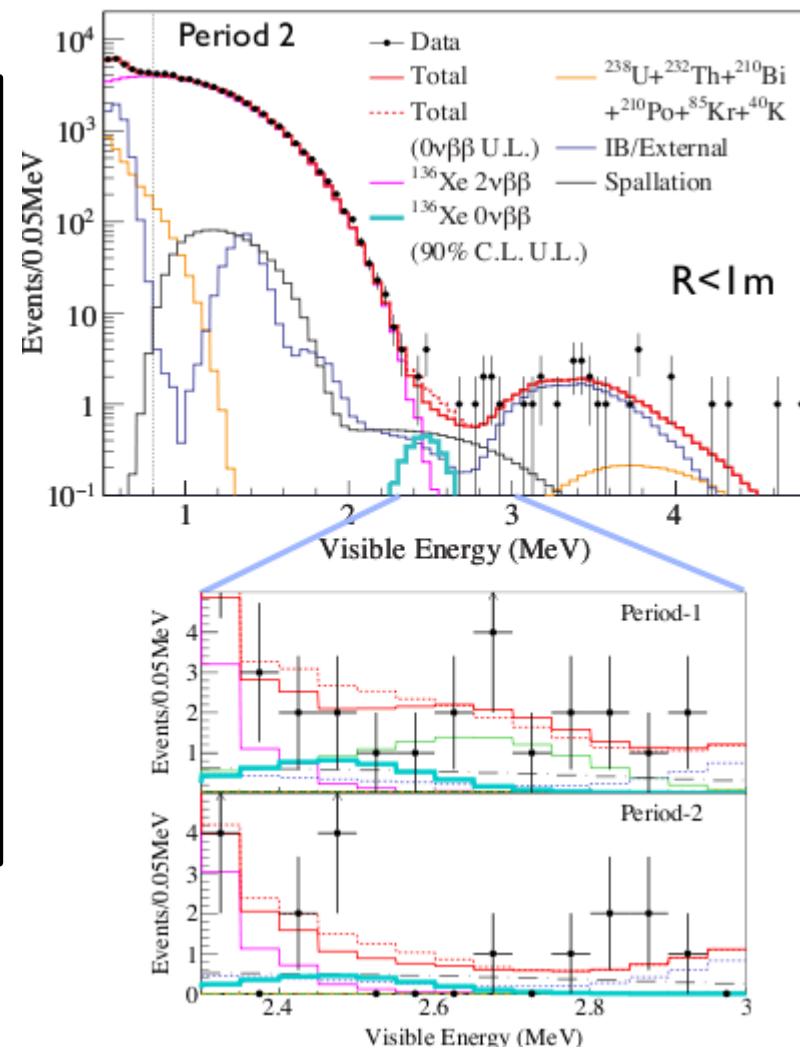 Period 2
Data
Total
Total
(0νββ U.L.)
¹³⁶Xe 2νββ
¹³⁶Xe 0νββ
(90% C.L. U.L.)
²³⁸U+²³²Th+²¹⁰Bi
+²¹⁰Po+⁸⁵Kr+⁴⁰K
IB/External
Spallation
R<1m
Events/0.05MeV
10⁴
10³
10²
10
1
10⁻¹
1 2 3 4
Visible Energy (MeV)
Period-1
Events/0.05MeV
4
3
2
1
Period-2
Events/0.05MeV
4
3
2
1
0
2.4 2.6 2.8 3
Visible Energy (MeV)